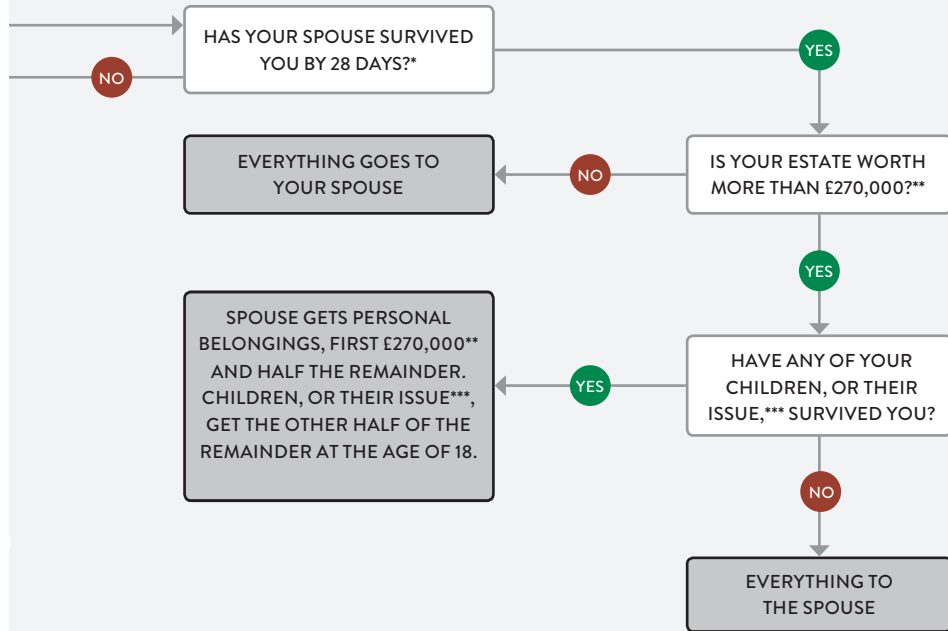 HAS YOUR SPOUSE SURVIVED
YOU BY 28 DAYS?*
NO
YES
EVERYTHING GOES TO
YOUR SPOUSE
NO
IS YOUR ESTATE WORTH
MORE THAN £270,000?**
YES
SPOUSE GETS PERSONAL
BELONGINGS, FIRST £270,000**
AND HALF THE REMAINDER.
CHILDREN, OR THEIR ISSUE***,
GET THE OTHER HALF OF THE
REMAINDER AT THE AGE OF 18.
YES
HAVE ANY OF YOUR
CHILDREN, OR THEIR
ISSUE,*** SURVIVED YOU?
NO
EVERYTHING TO
THE SPOUSE